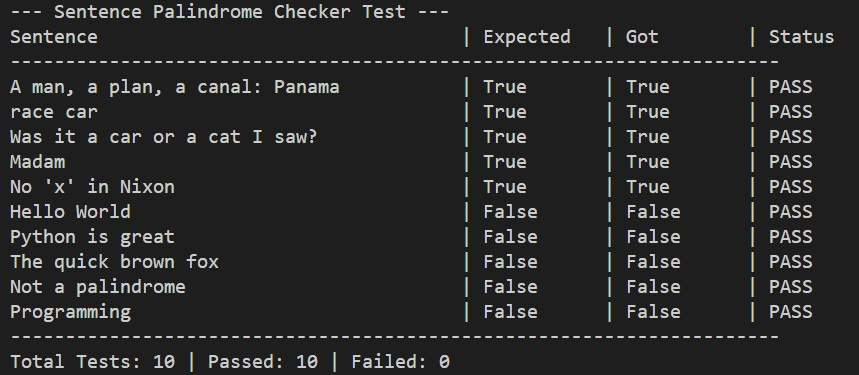 --- Sentence Palindrome Checker Test ---
Sentence                                 | Expected   | Got        | Status
----------------------------------------------------------------------
A man, a plan, a canal: Panama           | True       | True       | PASS
race car                                 | True       | True       | PASS
Was it a car or a cat I saw?             | True       | True       | PASS
Madam                                    | True       | True       | PASS
No 'x' in Nixon                          | True       | True       | PASS
Hello World                              | False      | False      | PASS
Python is great                          | False      | False      | PASS
The quick brown fox                      | False      | False      | PASS
Not a palindrome                         | False      | False      | PASS
Programming                              | False      | False      | PASS
----------------------------------------------------------------------
Total Tests: 10 | Passed: 10 | Failed: 0